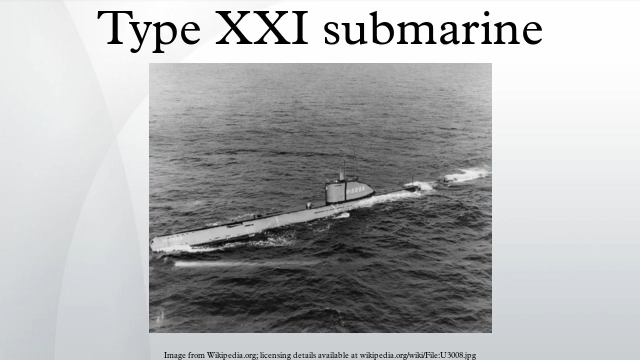 Type XXI submarine
Image from Wikipedia.org; licensing details available at wikipedia.org/wiki/File:U3008.jpg